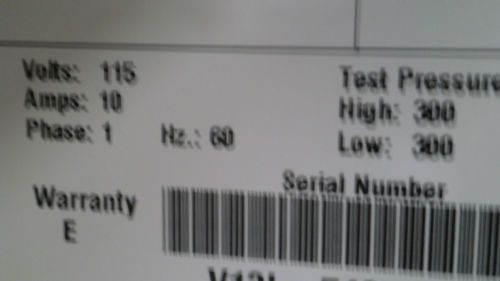 Volts: 115
Amps: 10
Phase: 1 Hz.: 60
Test Pressure
High: 300
Low: 300
Serial Number
Warranty
E